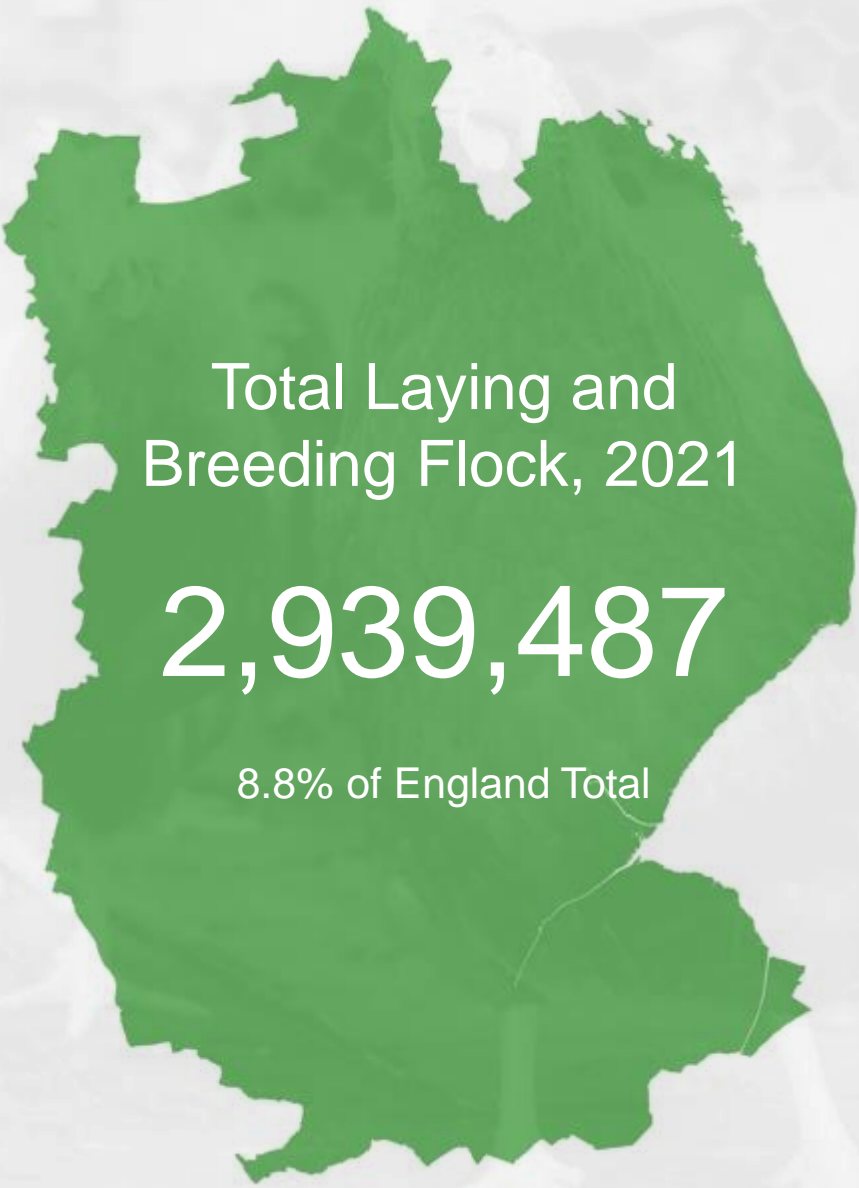 Total Laying and
Breeding Flock, 2021
2,939,487
8.8% of England Total